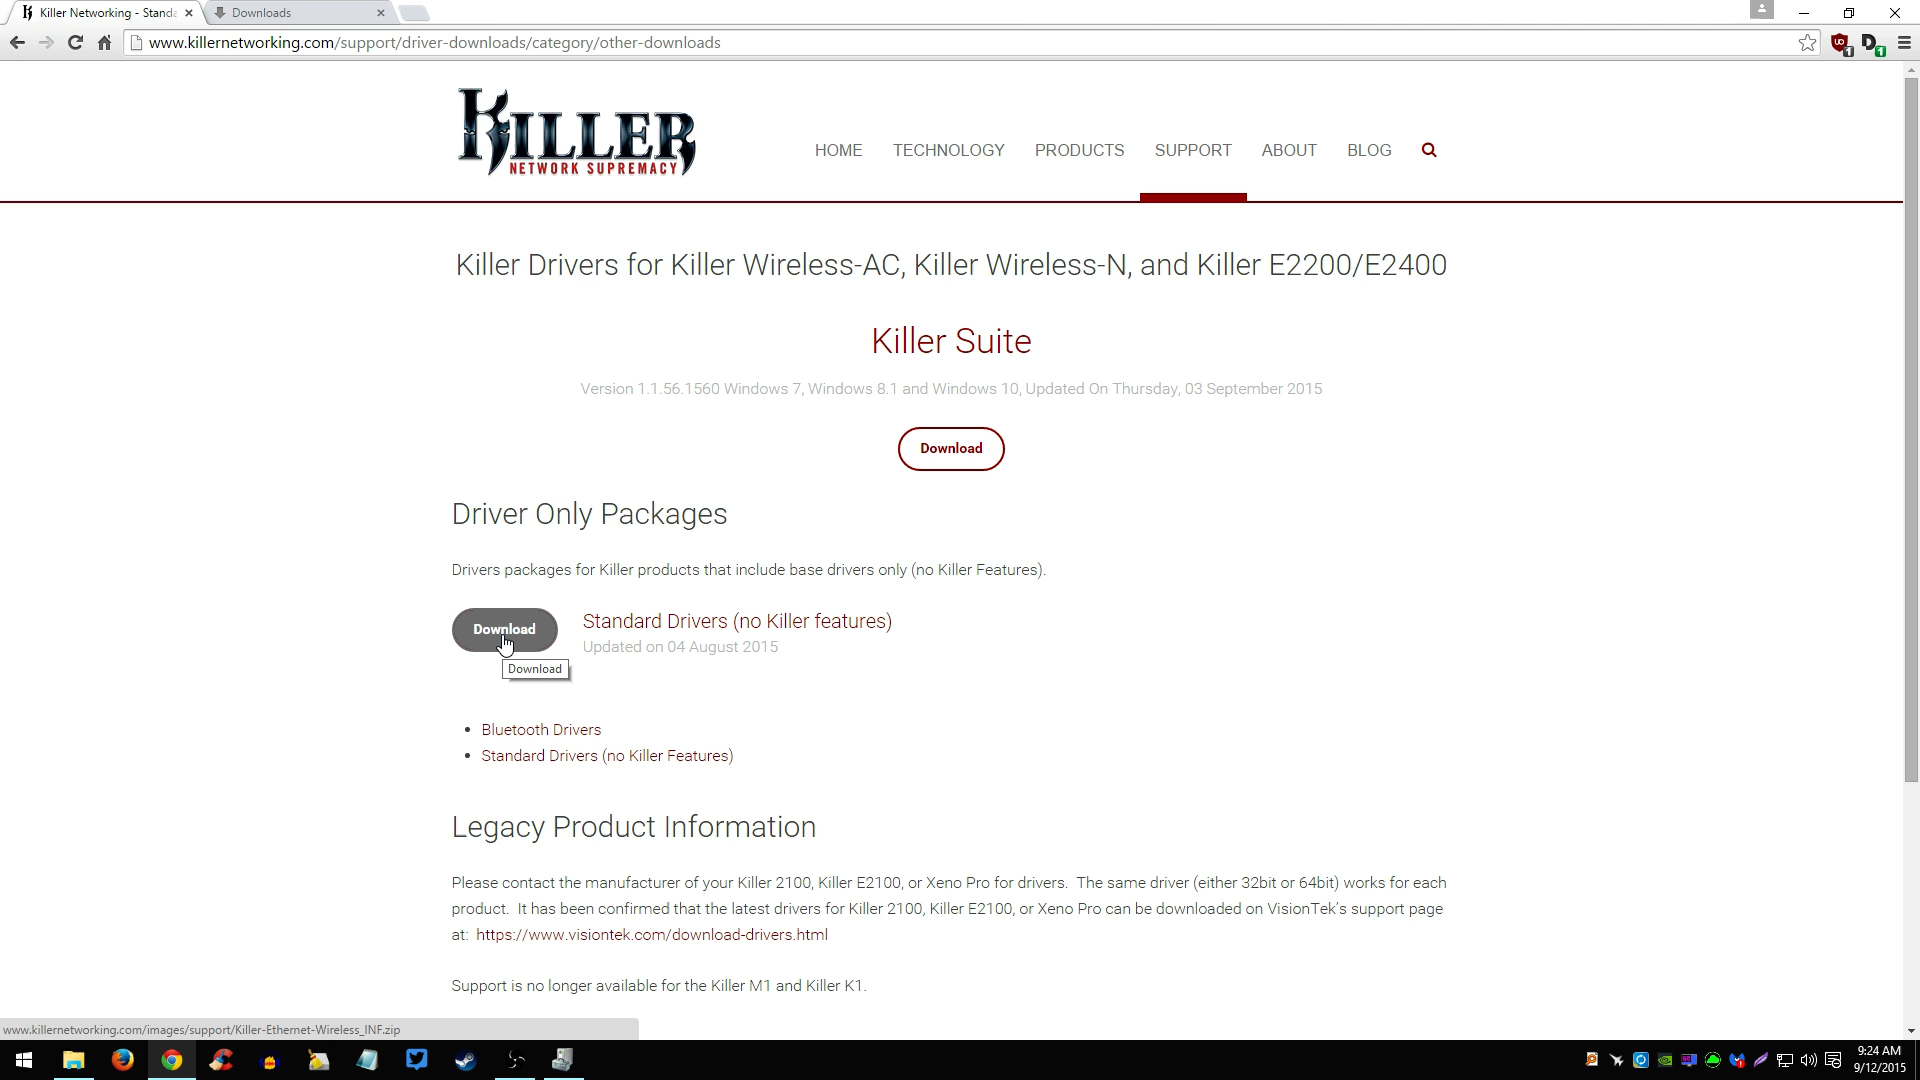 Killer Networking - Stand
Downloads
www.killernetworking.com/support/driver-downloads/category/other-downloads
KILLER
NETWORK SUPREMACY
HOME TECHNOLOGY PRODUCTS SUPPORT ABOUT BLOG
Killer Drivers for Killer Wireless-AC, Killer Wireless-N, and Killer E2200/E2400
Killer Suite
Version 1.1.56.1560 Windows 7, Windows 8.1 and Windows 10, Updated On Thursday, 03 September 2015
Download
Driver Only Packages
Drivers packages for Killer products that include base drivers only (no Killer Features).
Download
Standard Drivers (no Killer features)
Updated on 04 August 2015
Download
• Bluetooth Drivers
• Standard Drivers (no Killer Features)
Legacy Product Information
Please contact the manufacturer of your Killer 2100, Killer E2100, or Xeno Pro for drivers. The same driver (either 32bit or 64bit) works for each
product. It has been confirmed that the latest drivers for Killer 2100, Killer E2100, or Xeno Pro can be downloaded on VisionTek's support page
at: https://www.visiontek.com/download-drivers.html
Support is no longer available for the Killer M1 and Killer K1.
www.killernetworking.com/images/support/Killer-Ethernet-Wireless_INF.zip
9:24 AM
9/12/2015